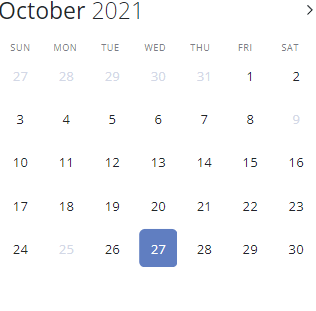 October 2021
SUN MON TUE WED THU FRI SAT
27 28 29 30 31 1 2
3 4 5 6 7 8 9
10 11 12 13 14 15 16
17 18 19 20 21 22 23
24 25 26 27 28 29 30